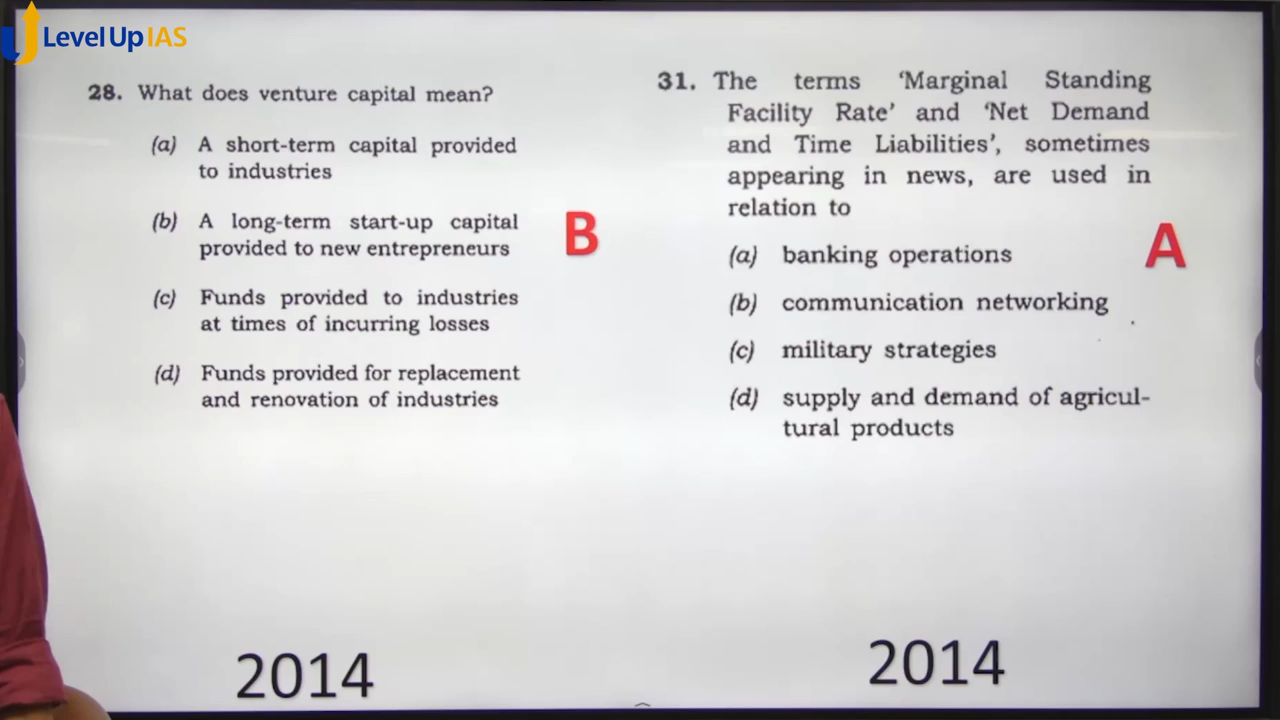 Level Up IAS
28. What does venture capital mean?
(a) A short-term capital provided
to industries
(b) A long-term start-up capital
provided to new entrepreneurs
B
(c) Funds provided to industries
at times of incurring losses
(d) Funds provided for replacement
and renovation of industries
2014
31. The terms ‘Marginal Standing
Facility Rate’ and ‘Net Demand
and Time Liabilities’, sometimes
appearing in news, are used in
relation to
(a) banking operations
A
(b) communication networking
(c) military strategies
(d) supply and demand of agricul-
tural products
2014